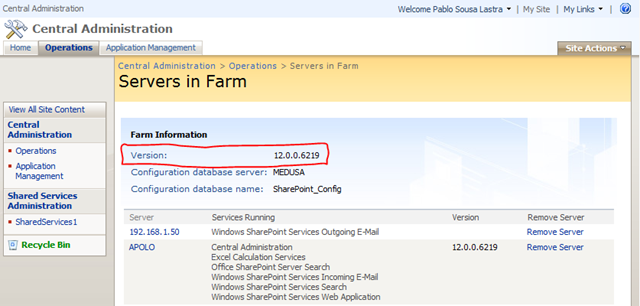 Central Administration
Welcome Pablo Sousa Lastra | My Site | My Links |
Central Administration
Home Operations Application Management Site Actions
Central Administration > Operations > Servers in Farm
Servers in Farm
View All Site Content
Central Administration
Operations
Application Management
Shared Services Administration
SharedServices1
Recycle Bin
Farm Information
Version: 12.0.0.6219
Configuration database server: MEDUSA
Configuration database name: SharePoint_Config
Server Services Running Version Remove Server
192.168.1.50 Windows SharePoint Services Outgoing E-Mail Remove Server
APOLO Central Administration 12.0.0.6219 Remove Server
Excel Calculation Services
Office SharePoint Server Search
Windows SharePoint Services Incoming E-Mail
Windows SharePoint Services Search
Windows SharePoint Services Web Application